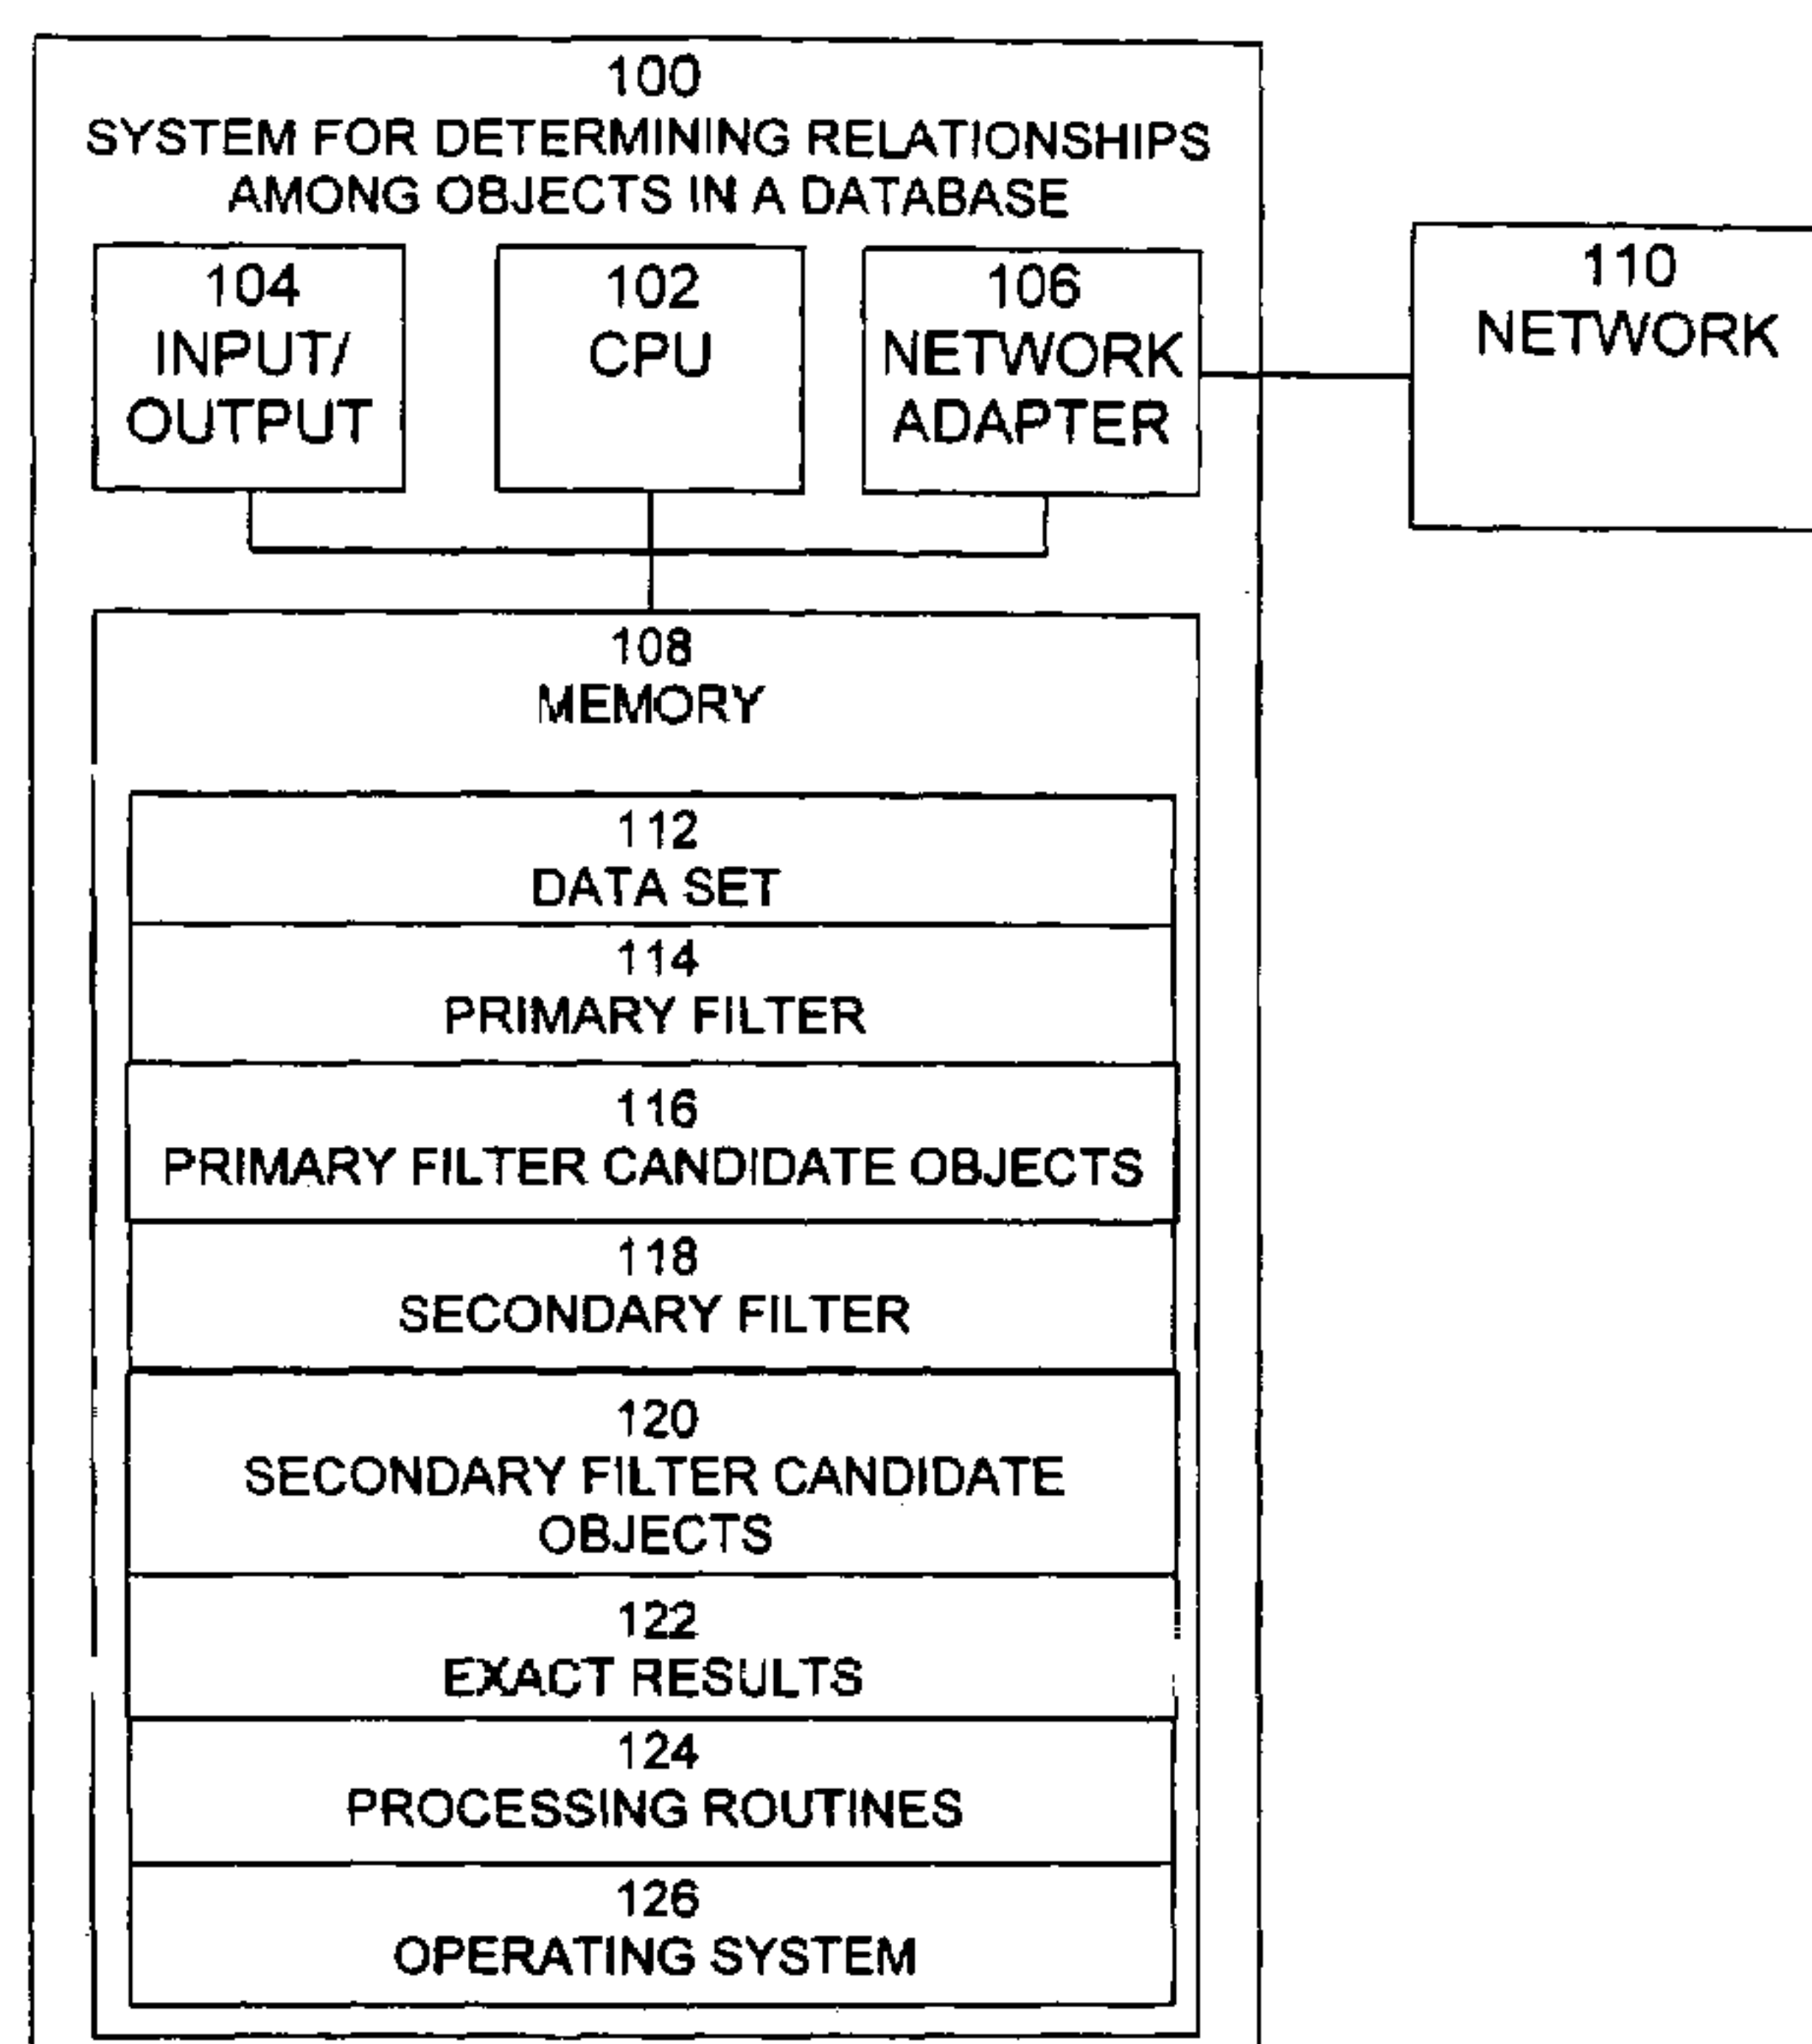 100
SYSTEM FOR DETERMINING RELATIONSHIPS
AMONG OBJECTS IN A DATABASE
104
INPUT/
OUTPUT
102
CPU
106
NETWORK
ADAPTER
110
NETWORK
108
MEMORY
112
DATA SET
114
PRIMARY FILTER
116
PRIMARY FILTER CANDIDATE OBJECTS
118
SECONDARY FILTER
120
SECONDARY FILTER CANDIDATE
OBJECTS
122
EXACT RESULTS
124
PROCESSING ROUTINES
126
OPERATING SYSTEM